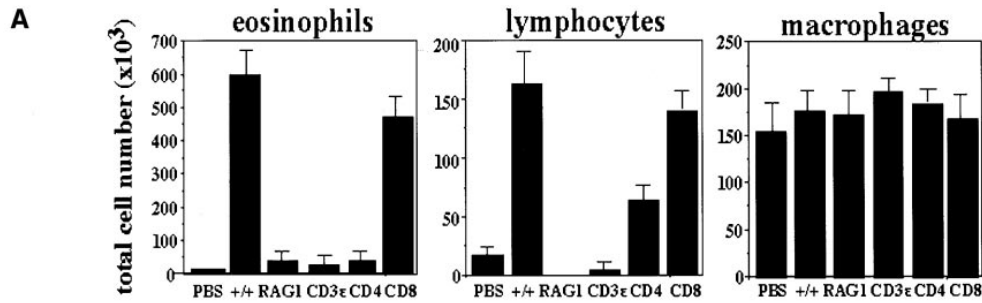 A
eosinophils
total cell number (x10³)
700
600
500
400
300
200
100
0
PBS +/+ RAG1 CD3ε CD4 CD8
lymphocytes
200
150
100
50
0
PBS +/+ RAG1 CD3ε CD4 CD8
macrophages
250
200
150
100
50
0
PBS +/+ RAG1 CD3ε CD4 CD8